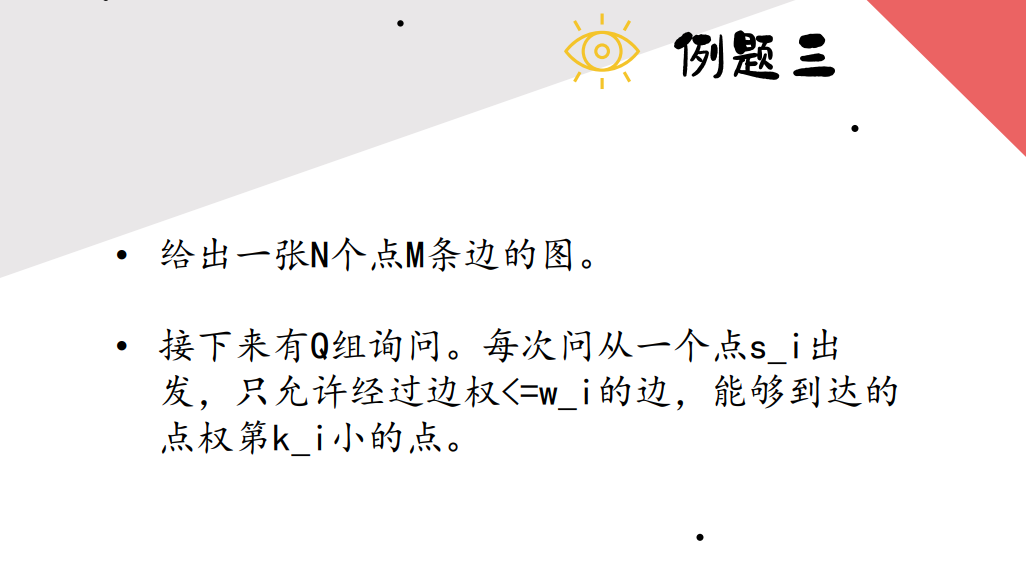 例题三
• 给出一张N个点M条边的图。
• 接下来有Q组询问。每次问从一个点s_i出
发，只允许经过边权<=w_i的边，能够到达的
点权第k_i小的点。